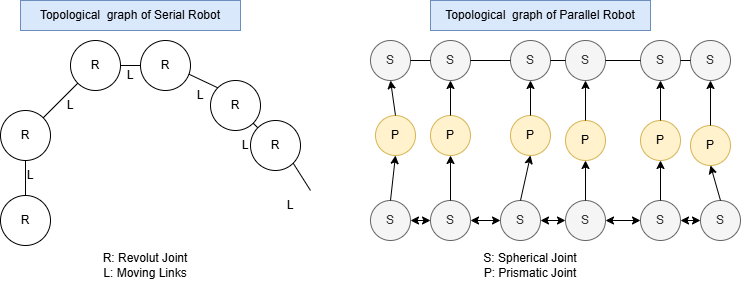 Topological graph of Serial Robot
R
R
L
L
R
L
R
L
R
L
R
L
R: Revolut Joint
L: Moving Links
Topological graph of Parallel Robot
S
S
S
S
S
S
P
P
P
P
P
P
S
S
S
S
S
S
S: Spherical Joint
P: Prismatic Joint